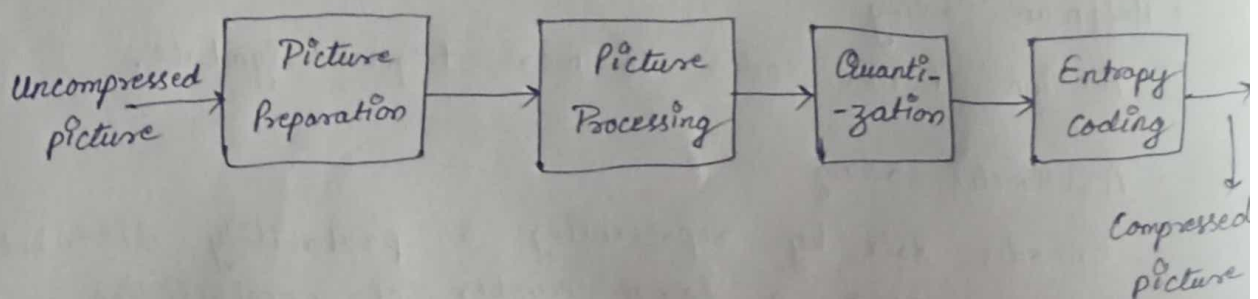 Uncompressed
picture
Picture
Preparation
Picture
Processing
Quanti-
-zation
Entropy
coding
Compressed
picture